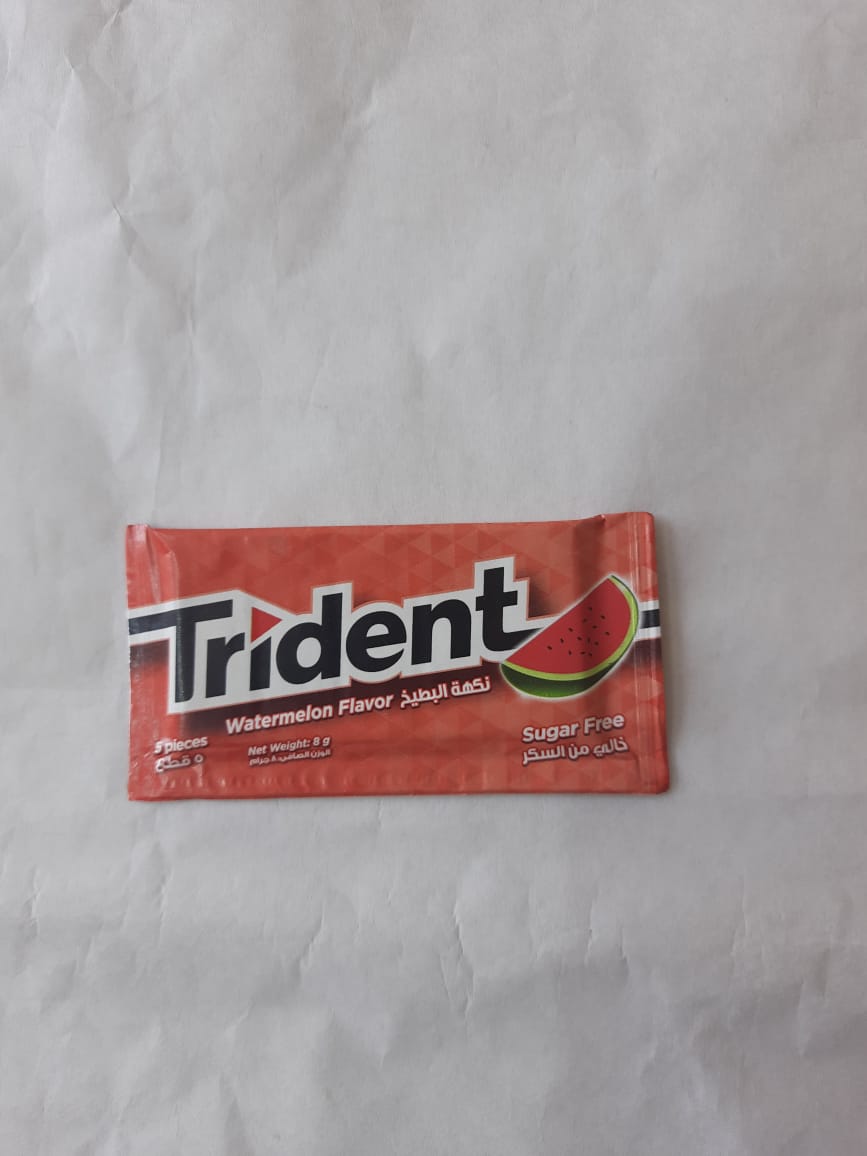 Trident
Watermelon Flavor نكهة البطيخ
5 pieces
٥ قطع
Net Weight: 8 g
الوزن الصافي: ٨ جرام
Sugar Free
خالي من السكر